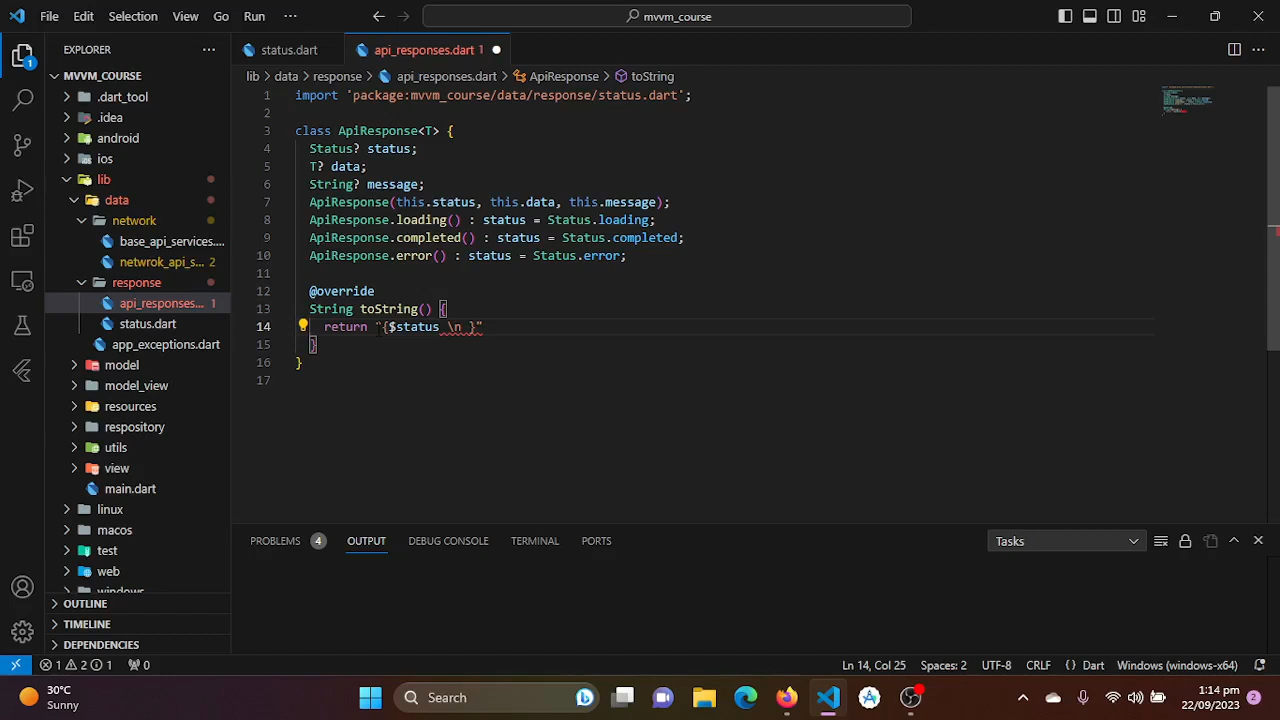 File Edit Selection View Go Run ··· mvvm_course
EXPLORER ···
status.dart api_responses.dart 1
MVVM_COURSE
lib > data > response > api_responses.dart > ApiResponse > toString
.dart_tool
.idea
android
ios
lib
data
network
base_api_services....
netwrok_api_s... 2
response
api_responses... 1
status.dart
app_exceptions.dart
model
model_view
resources
respository
utils
view
main.dart
linux
macos
test
web
windows
OUTLINE
TIMELINE
DEPENDENCIES
1 import 'package:mvvm_course/data/response/status.dart';
2
3 class ApiResponse<T> {
4 Status? status;
5 T? data;
6 String? message;
7 ApiResponse(this.status, this.data, this.message);
8 ApiResponse.loading() : status = Status.loading;
9 ApiResponse.completed() : status = Status.completed;
10 ApiResponse.error() : status = Status.error;
11
12 @override
13 String toString() {
14 return "{$status \n }"
15 }
16 }
17
PROBLEMS 4 OUTPUT DEBUG CONSOLE TERMINAL PORTS Tasks
1 2 1 0 Ln 14, Col 25 Spaces: 2 UTF-8 CRLF {} Dart Windows (windows-x64)
30°C
Sunny
Search
1:14 pm
22/09/2023
2
1